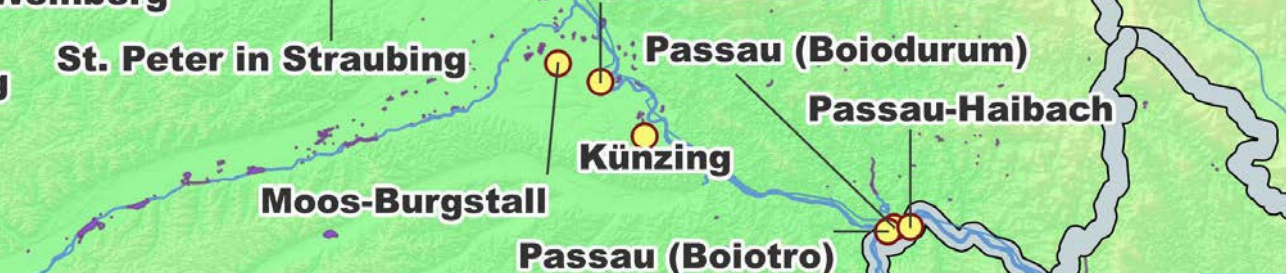 St. Peter in Straubing
Passau (Boiodurum)
Passau-Haibach
Künzing
Moos-Burgstall
Passau (Boiotro)